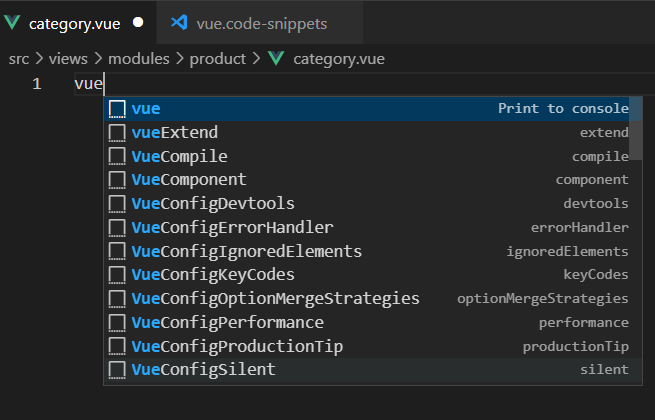 category.vue vue.code-snippets
src > views > modules > product > category.vue
1 vue
vue Print to console
vueExtend extend
VueCompile compile
VueComponent component
VueConfigDevtools devtools
VueConfigErrorHandler errorHandler
VueConfigIgnoredElements ignoredElements
VueConfigKeyCodes keyCodes
VueConfigOptionMergeStrategies optionMergeStrategies
VueConfigPerformance performance
VueConfigProductionTip productionTip
VueConfigSilent silent